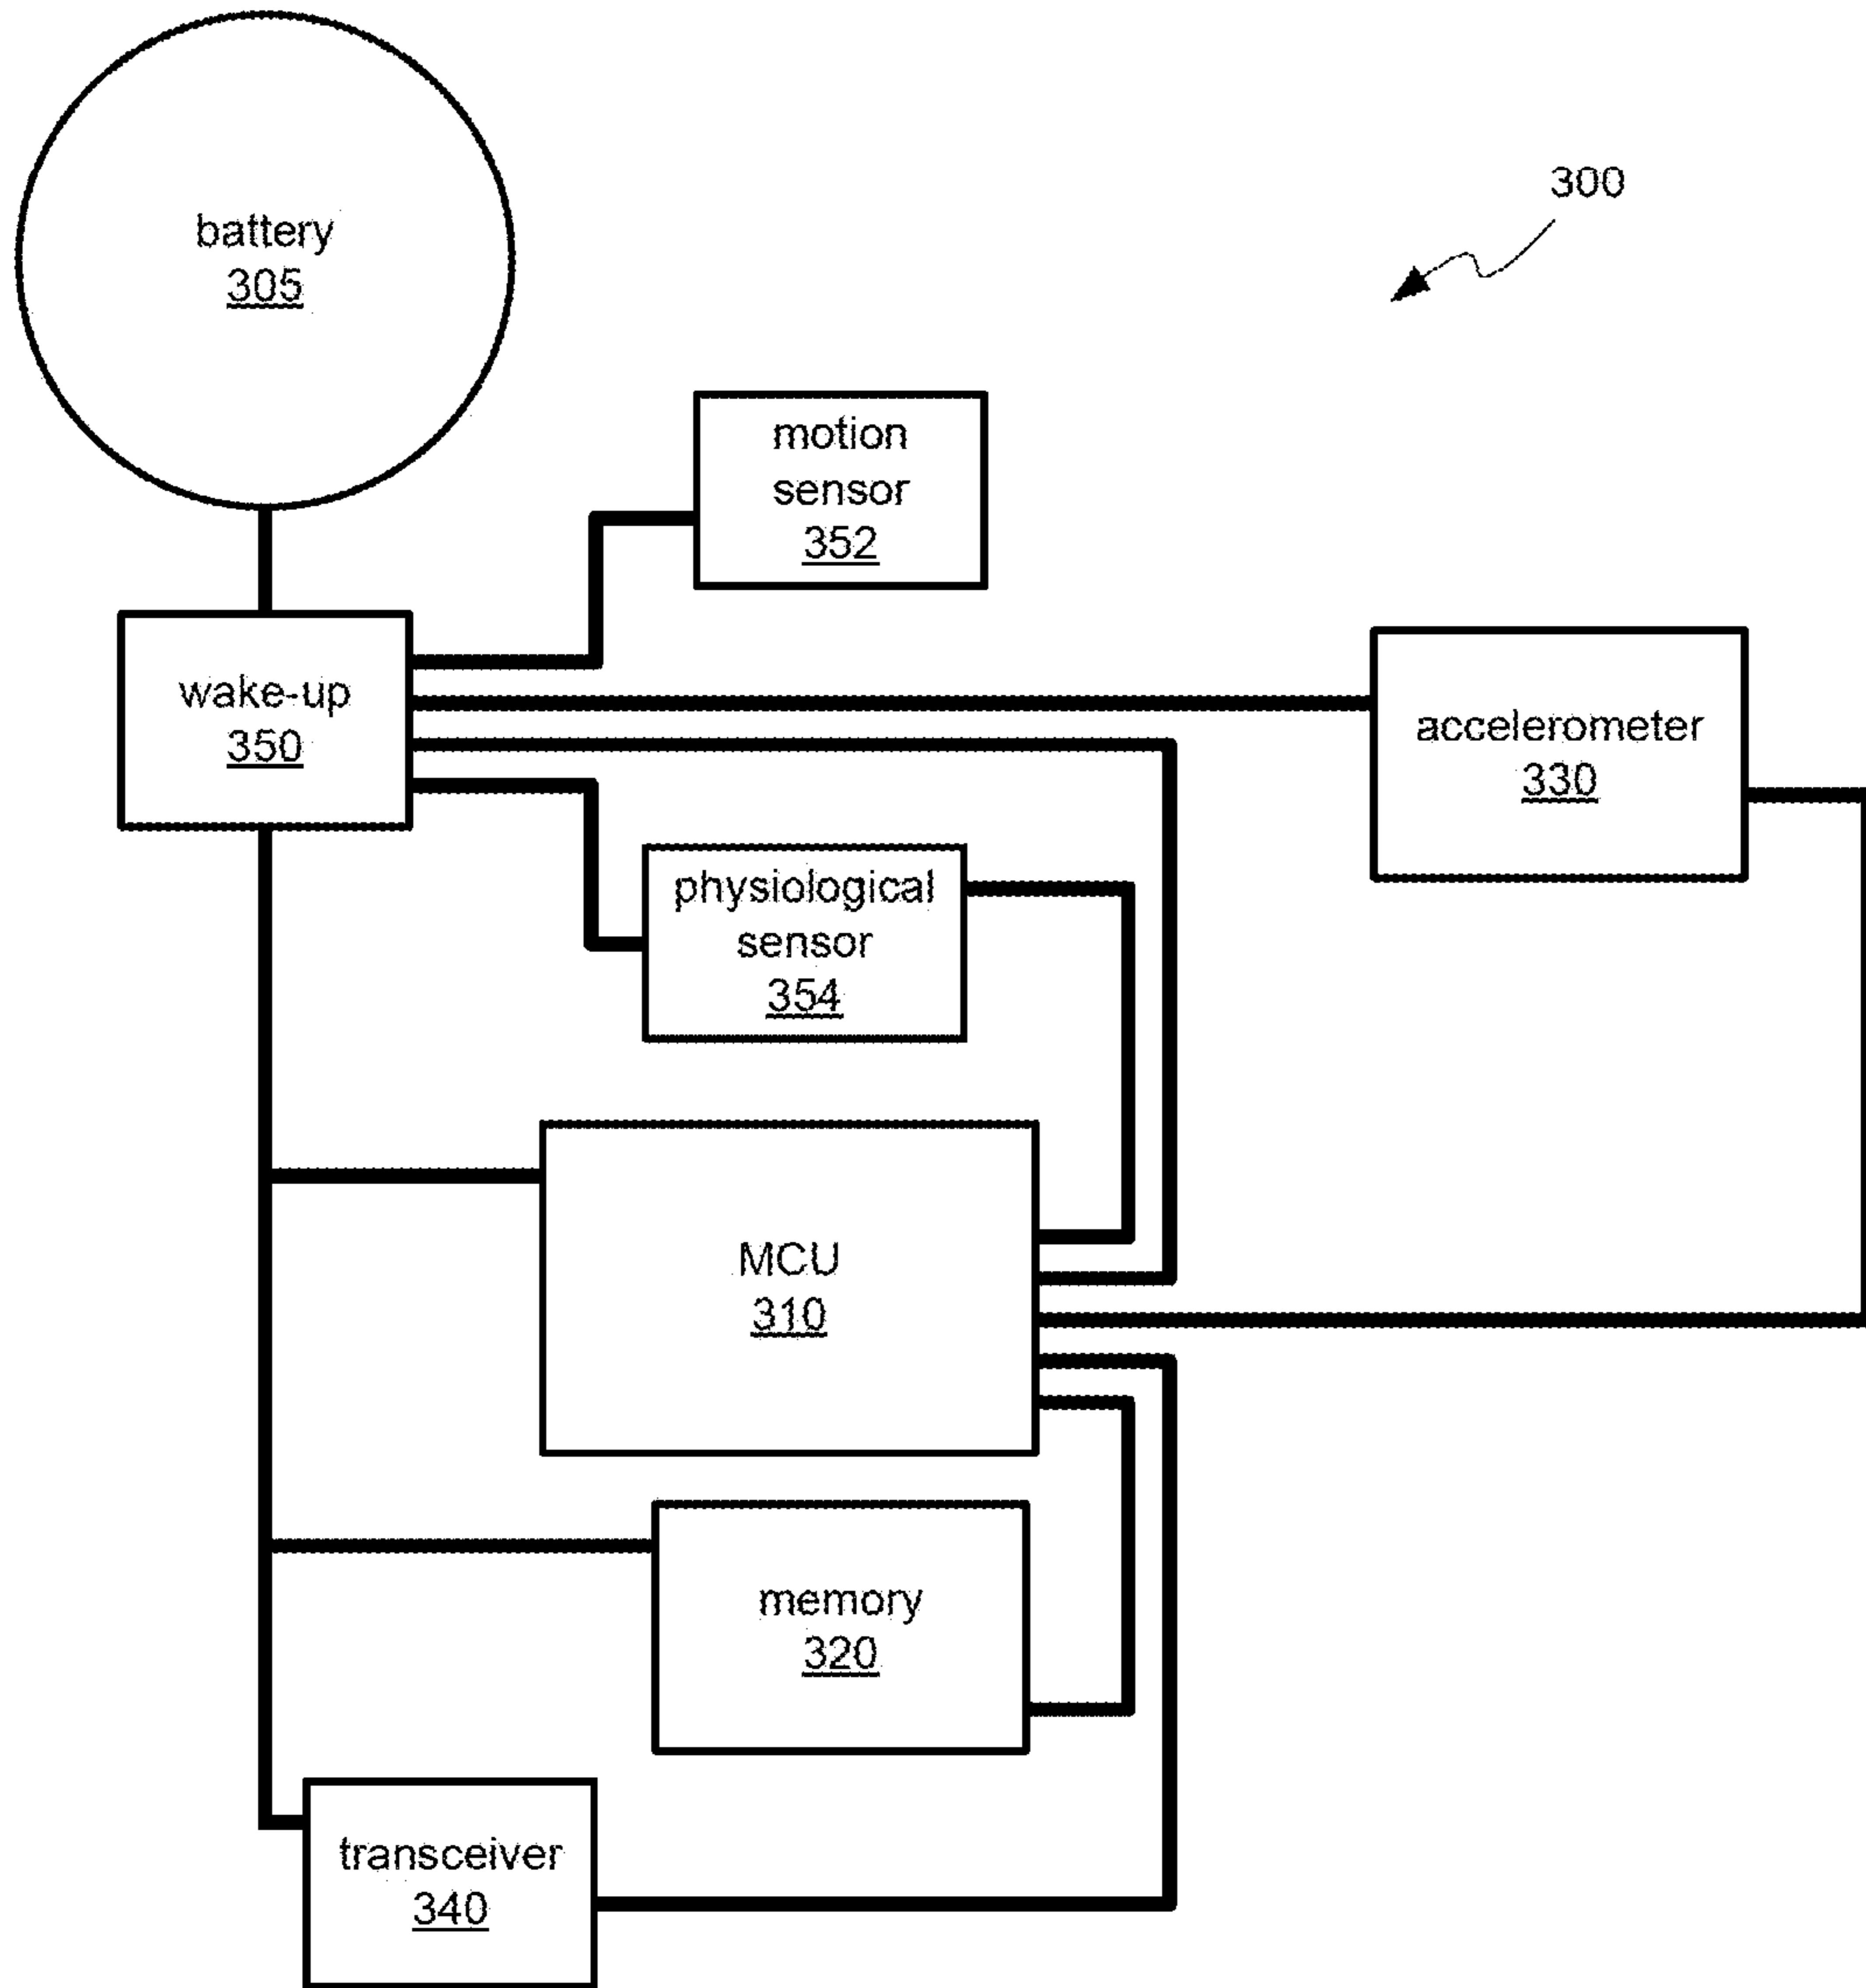 battery
305
300
motion
sensor
352
wake-up
350
accelerometer
330
physiological
sensor
354
MCU
310
memory
320
transceiver
340